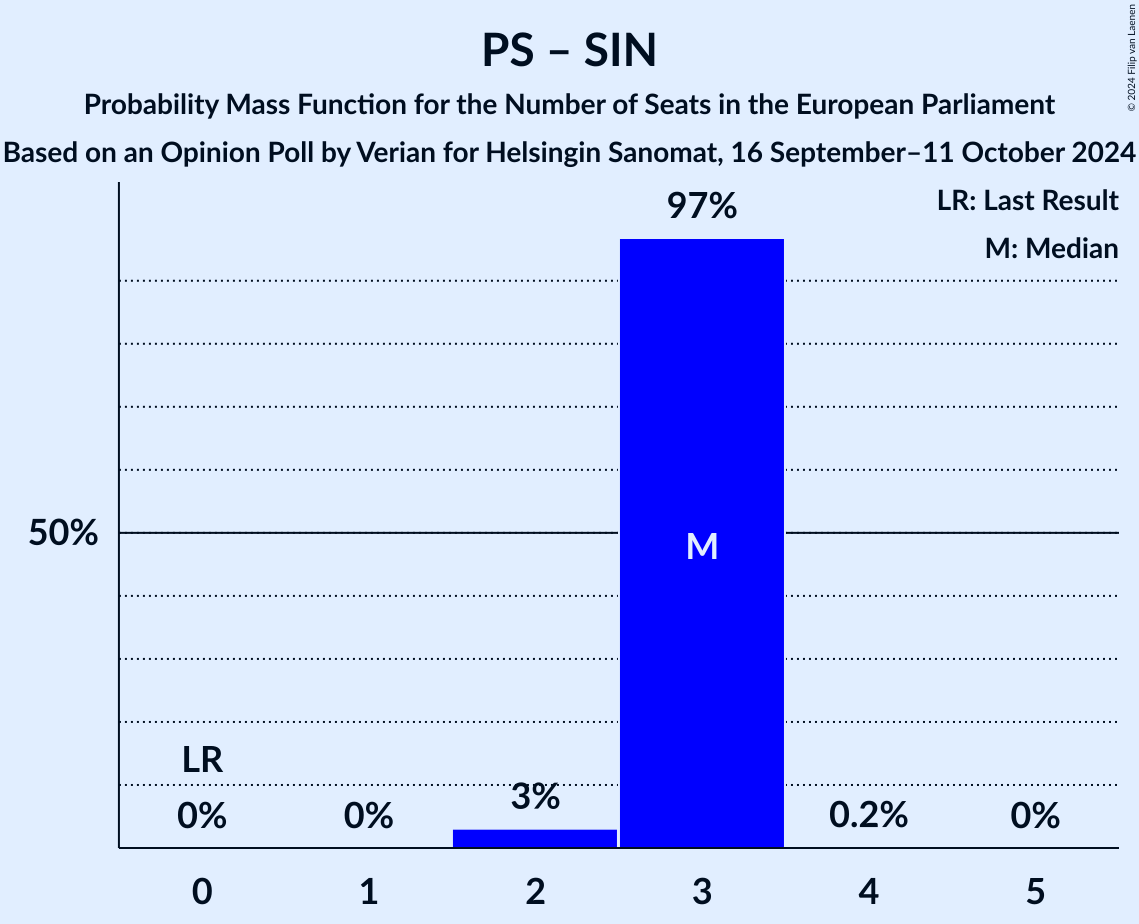 PS – SIN
Probability Mass Function for the Number of Seats in the European Parliament
Based on an Opinion Poll by Verian for Helsingin Sanomat, 16 September–11 October 2024
© 2024 Filip van Laenen
LR: Last Result
M: Median
97%
50%
M
LR
0%
0%
3%
0.2%
0%
0
1
2
3
4
5